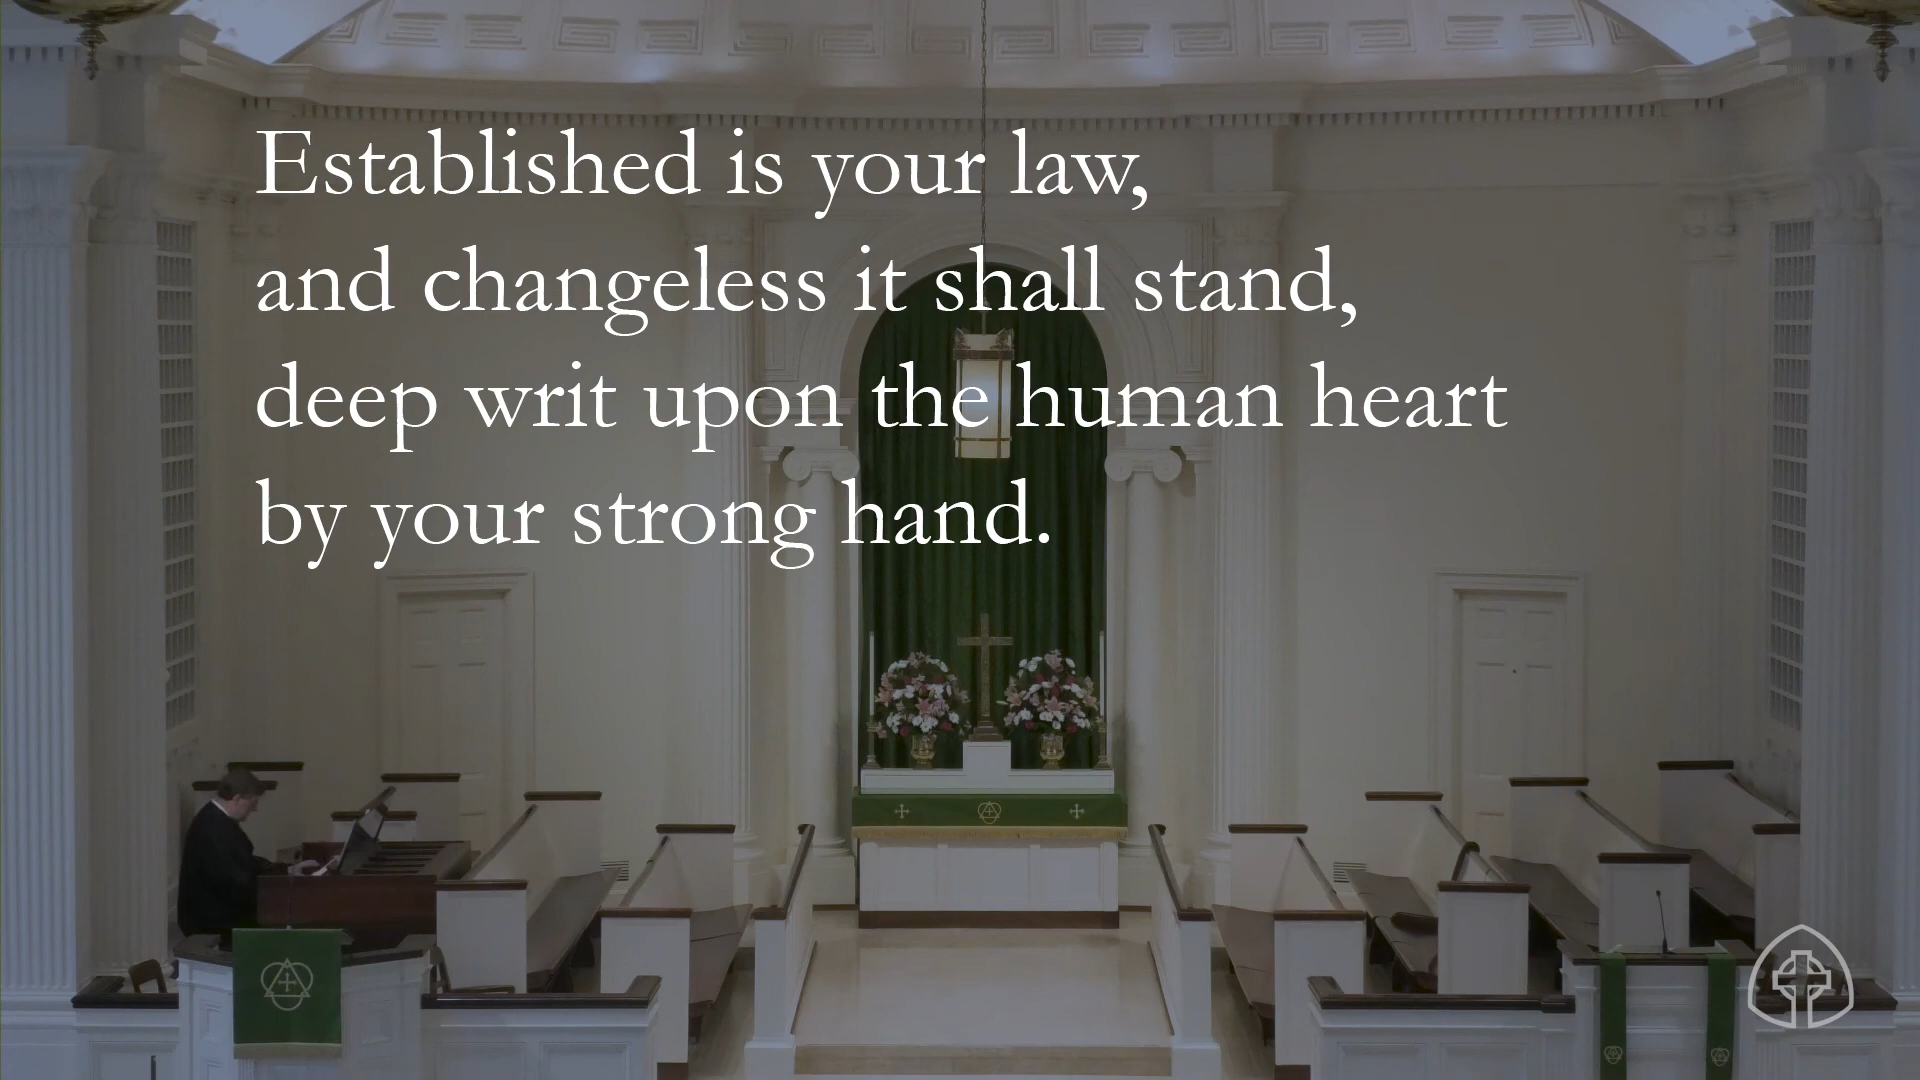 Established is your law,
and changeless it shall stand,
deep writ upon the human heart
by your strong hand.